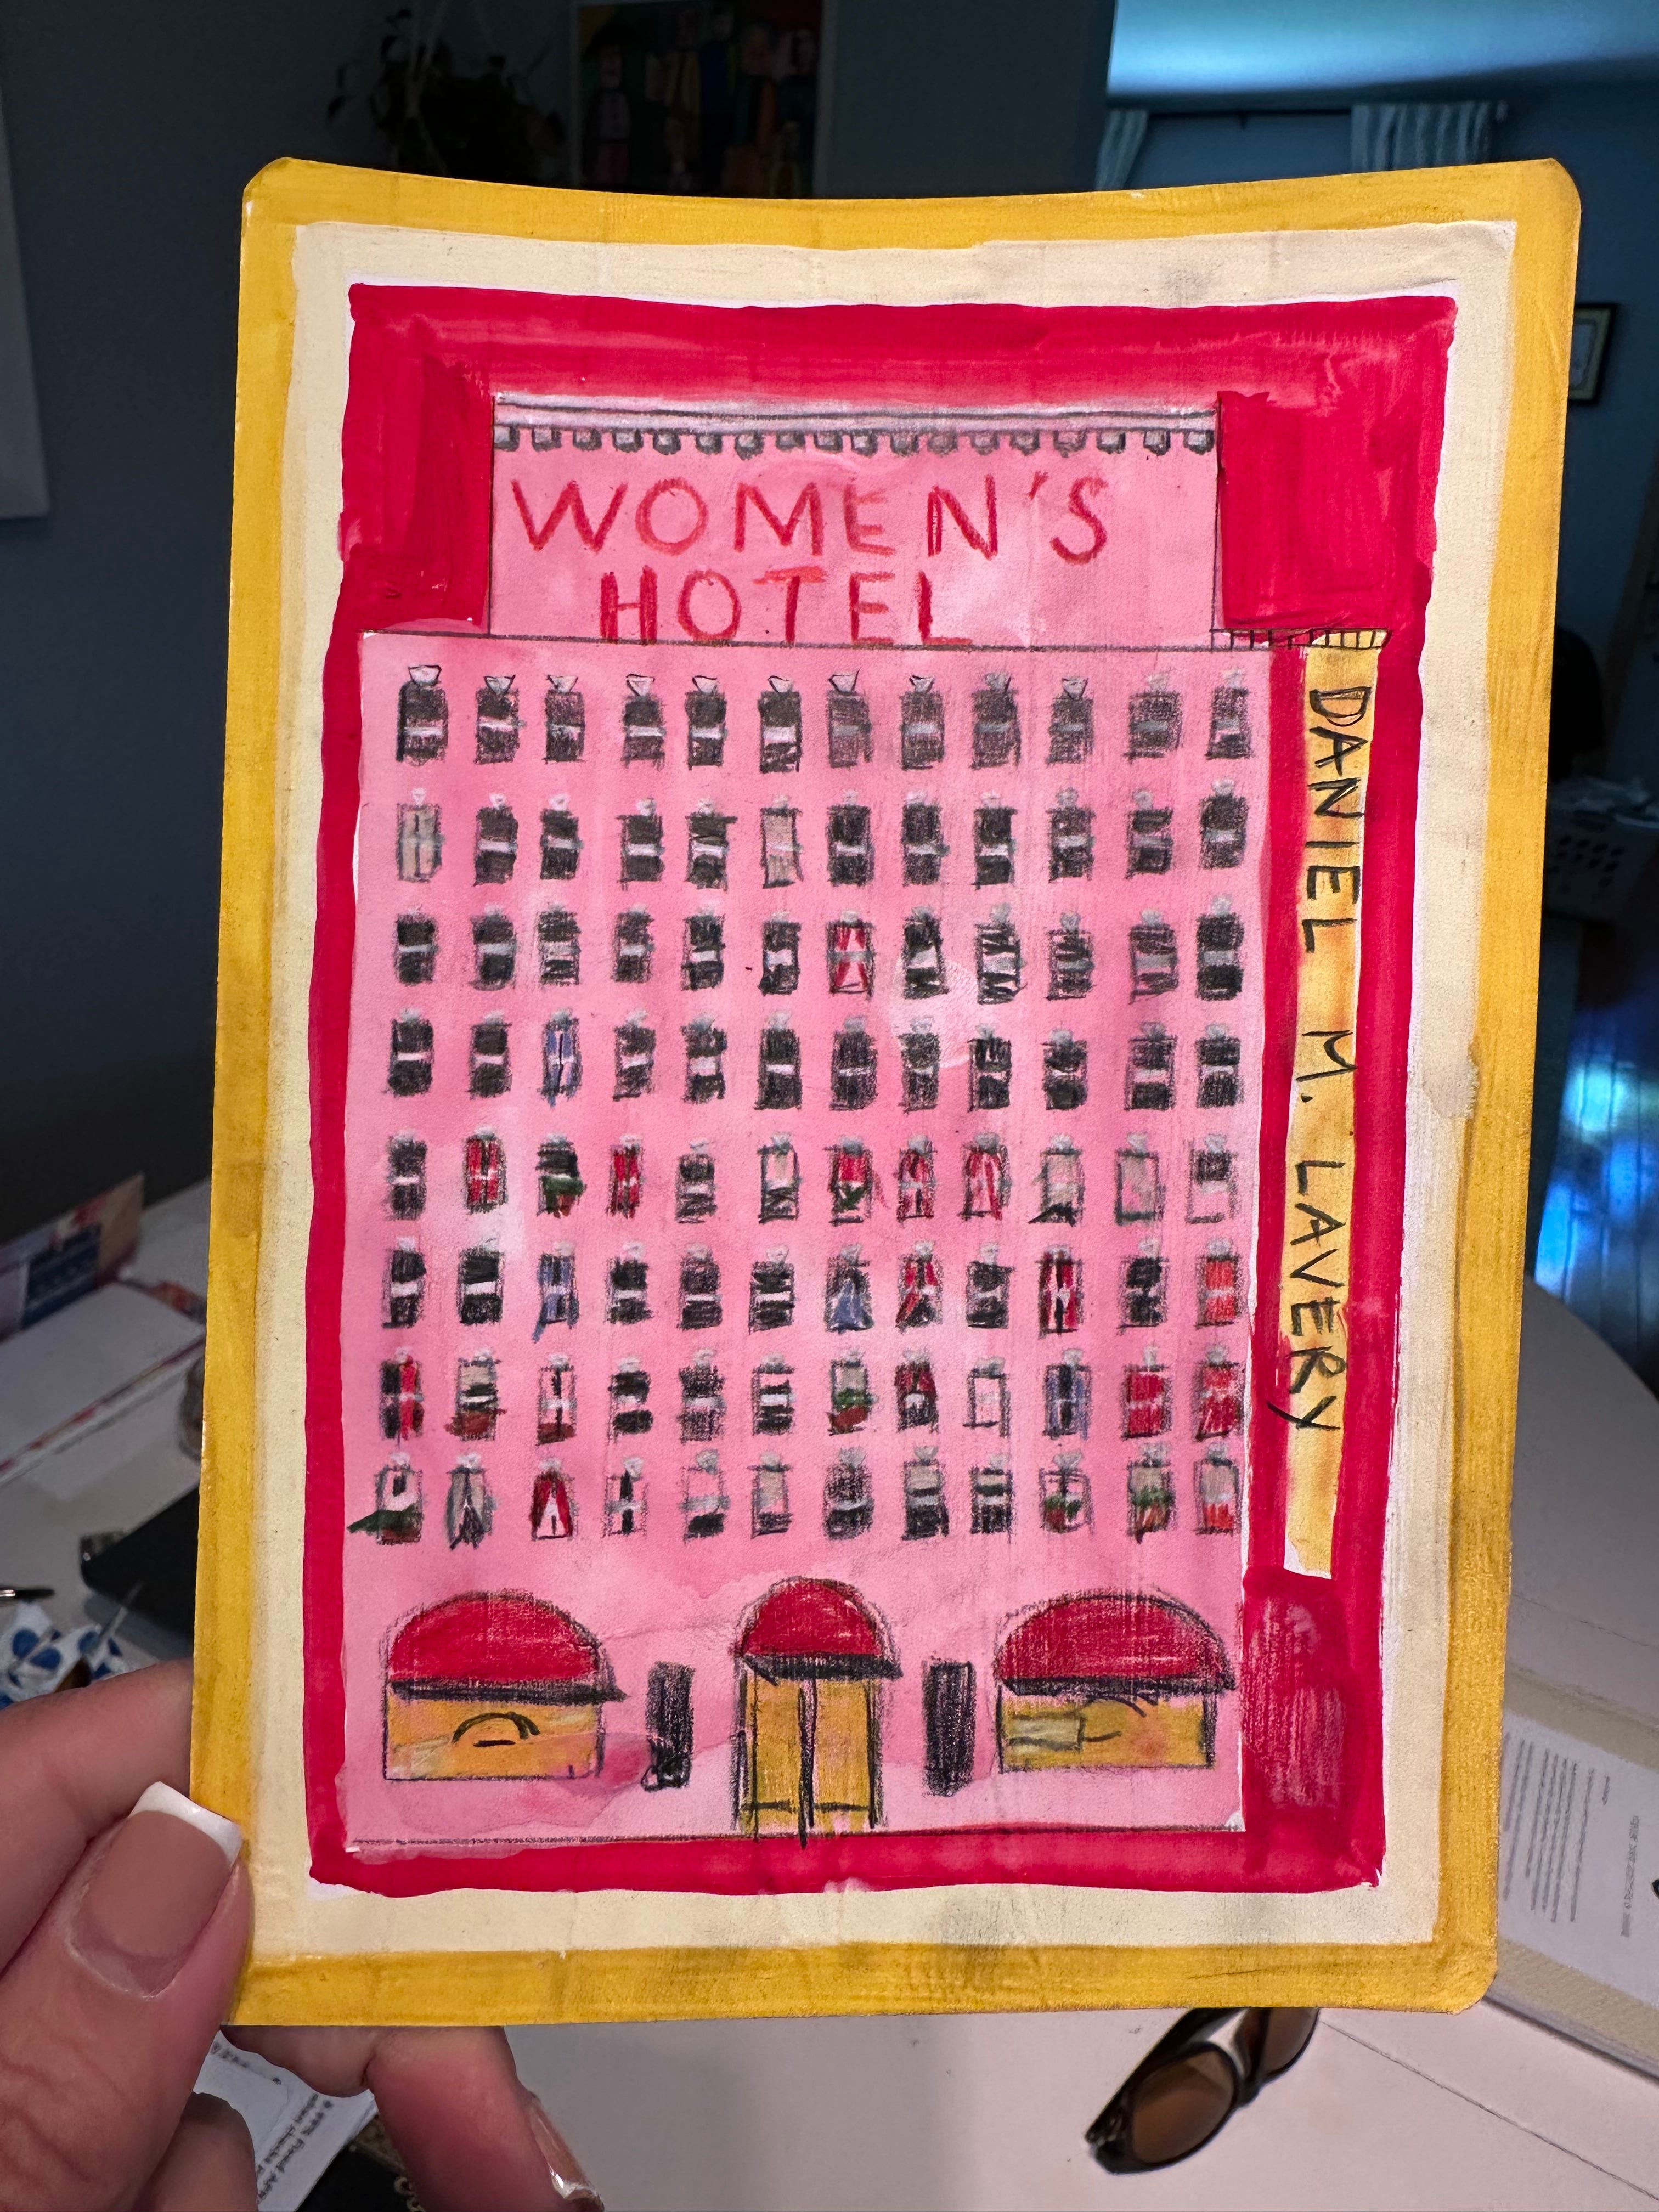 WOMEN'S
HOTEL
DANIEL M. LAVERY